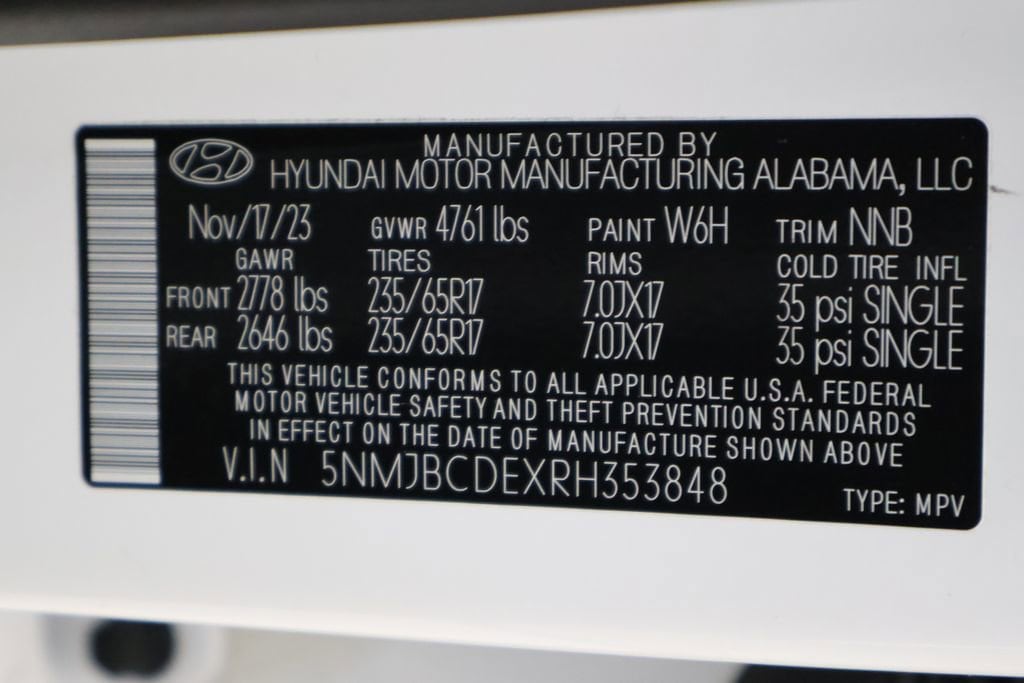 MANUFACTURED BY
HYUNDAI MOTOR MANUFACTURING ALABAMA, LLC
Nov/17/23 GVWR 4761 lbs PAINT W6H TRIM NNB
GAWR TIRES RIMS COLD TIRE INFL
FRONT 2778 lbs 235/65R17 7.0JX17 35 psi SINGLE
REAR 2646 lbs 235/65R17 7.0JX17 35 psi SINGLE
THIS VEHICLE CONFORMS TO ALL APPLICABLE U.S.A. FEDERAL
MOTOR VEHICLE SAFETY AND THEFT PREVENTION STANDARDS
IN EFFECT ON THE DATE OF MANUFACTURE SHOWN ABOVE
V.I.N 5NMJBCDEXRH353848
TYPE: MPV